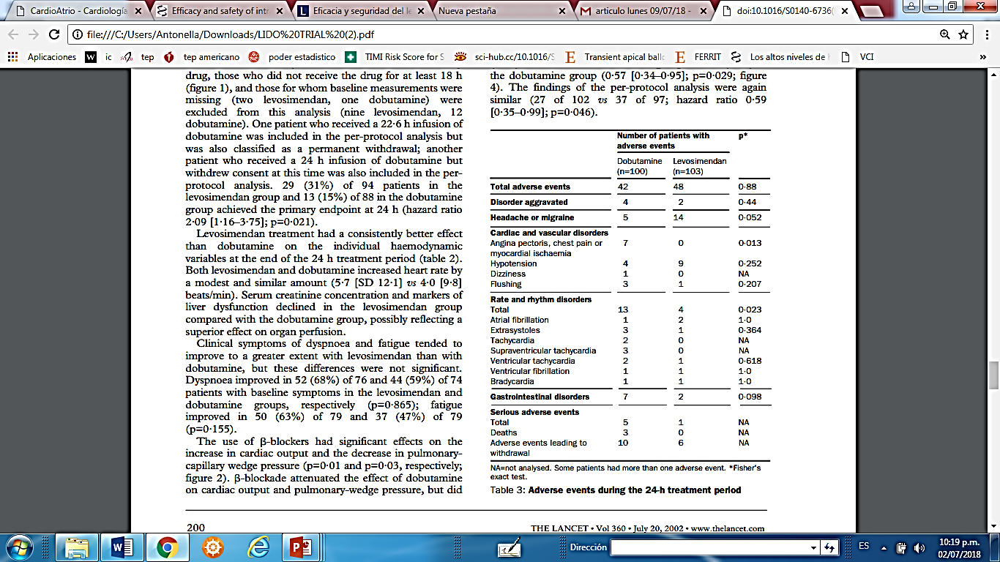 CardioAtrio - Cardiología
Efficacy and safety of intr
Eficacia y seguridad del le
Nueva pestaña
articulo lunes 09/07/18 -
doi:10.1016/S0140-6736(
file:///C:/Users/Antonella/Downloads/LIDO%20TRIAL%20(2).pdf
Aplicaciones
ic
tep
tep americano
poder estadistico
TIMI Risk Score for S
sci-hub.cc/10.1016/S
Transient apical ballo
FERRIT
Los altos niveles de
VCI
»
drug, those who did not receive the drug for at least 18 h
(figure 1), and those for whom baseline measurements were
missing (two levosimendan, one dobutamine) were
excluded from this analysis (nine levosimendan, 12
dobutamine). One patient who received a 22·6 h infusion of
dobutamine was included in the per-protocol analysis but
was also classified as a permanent withdrawal; another
patient who received a 24 h infusion of dobutamine but
withdrew consent at this time was also included in the per-
protocol analysis. 29 (31%) of 94 patients in the
levosimendan group and 13 (15%) of 88 in the dobutamine
group achieved the primary endpoint at 24 h (hazard ratio
2·09 [1·16–3·75]; p=0·021).
Levosimendan treatment had a consistently better effect
than dobutamine on the individual haemodynamic
variables at the end of the 24 h treatment period (table 2).
Both levosimendan and dobutamine increased heart rate by
a modest and similar amount (5·7 [SD 12·1] vs 4·0 [9·8]
beats/min). Serum creatinine concentration and markers of
liver dysfunction declined in the levosimendan group
compared with the dobutamine group, possibly reflecting a
superior effect on organ perfusion.
Clinical symptoms of dyspnoea and fatigue tended to
improve to a greater extent with levosimendan than with
dobutamine, but these differences were not significant.
Dyspnoea improved in 52 (68%) of 76 and 44 (59%) of 74
patients with baseline symptoms in the levosimendan and
dobutamine groups, respectively (p=0·865); fatigue
improved in 50 (63%) of 79 and 37 (47%) of 79
(p=0·155).
The use of β-blockers had significant effects on the
increase in cardiac output and the decrease in pulmonary-
capillary wedge pressure (p=0·01 and p=0·03, respectively;
figure 2). β-blockade attenuated the effect of dobutamine
on cardiac output and pulmonary-wedge pressure, but did
the dobutamine group (0·57 [0·34–0·95]; p=0·029; figure
4). The findings of the per-protocol analysis were again
similar (27 of 102 vs 37 of 97; hazard ratio 0·59
[0·35–0·99]; p=0·046).
Number of patients with p*
adverse events
Dobutamine Levosimendan
(n=100) (n=103)
Total adverse events 42 48 0·88
Disorder aggravated 4 2 0·44
Headache or migraine 5 14 0·052
Cardiac and vascular disorders
Angina pectoris, chest pain or 7 0 0·013
myocardial ischaemia
Hypotension 4 9 0·252
Dizziness 1 0 NA
Flushing 3 1 0·207
Rate and rhythm disorders
Total 13 4 0·023
Atrial fibrillation 1 2 1·0
Extrasystoles 3 1 0·364
Tachycardia 2 0 NA
Supraventricular tachycardia 3 0 NA
Ventricular tachycardia 2 1 0·618
Ventricular fibrillation 1 1 1·0
Bradycardia 1 1 1·0
Gastrointestinal disorders 7 2 0·098
Serious adverse events
Total 5 1 NA
Deaths 3 0 NA
Adverse events leading to 10 6 NA
withdrawal
NA=not analysed. Some patients had more than one adverse event. *Fisher's
exact test.
Table 3: Adverse events during the 24-h treatment period
200
THE LANCET • Vol 360 • July 20, 2002 • www.thelancet.com
Dirección
ES
10:19 p.m.
02/07/2018